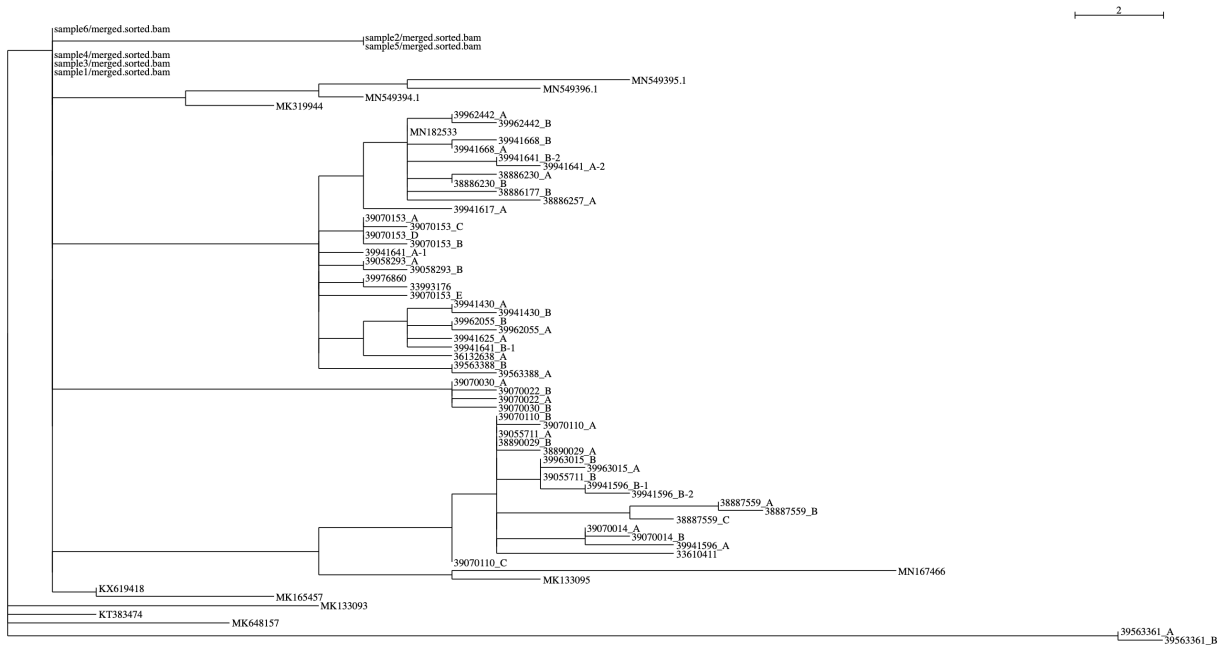 2
sample6/merged.sorted.bam
sample2/merged.sorted.bam
sample5/merged.sorted.bam
sample4/merged.sorted.bam
sample3/merged.sorted.bam
sample1/merged.sorted.bam
MN549395.1
MN549396.1
MN549394.1
MK319944
39962442_A
39962442_B
MN182533
39941668_B
39941668_A
39941641_B-2
39941641_A-2
38886230_A
38886230_B
38886177_B
38886257_A
39941617_A
39070153_A
39070153_C
39070153_D
39070153_B
39941641_A-1
39058293_A
39058293_B
39976860
33993176
39070153_E
39941430_A
39941430_B
39962055_B
39962055_A
39941625_A
39941641_B-1
36132638_A
39563388_B
39563388_A
39070030_A
39070022_B
39070022_A
39070030_B
39070110_B
39070110_A
39055711_A
38890029_B
38890029_A
39963015_B
39963015_A
39055711_B
39941596_B-1
39941596_B-2
38887559_A
38887559_B
38887559_C
39070014_A
39070014_B
39941596_A
33610411
39070110_C
MN167466
MK133095
KX619418
MK165457
MK133093
KT383474
MK648157
39563361_A
39563361_B